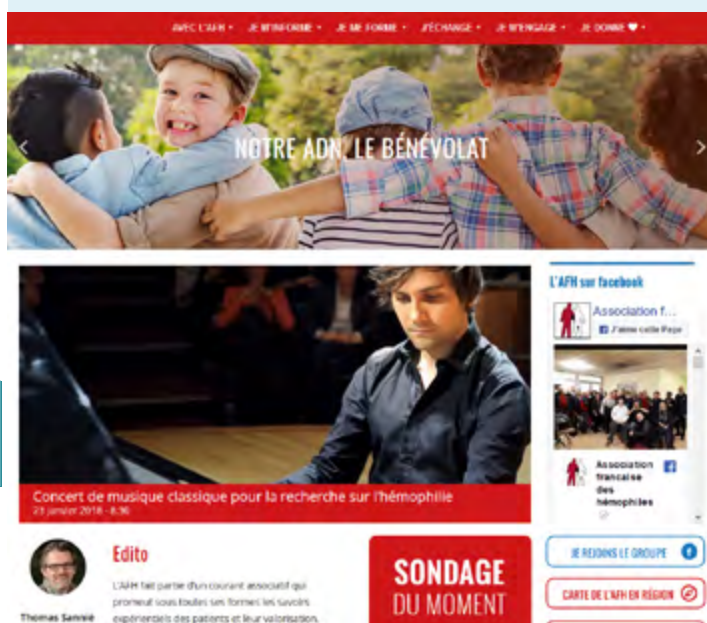 AVEC L'AFH JE M'INFORME JE ME FORME J'ÉCHANGE JE M'ENGAGE JE DONNE
NOTRE ADN, LE BÉNÉVOLAT
L'AFH sur facebook
Association f...
J'aime cette Page
Association
française
des
hémophiles
Concert de musique classique pour la recherche sur l'hémophilie
23 janvier 2018 - 8:36
JE REJOINS LE GROUPE
CARTE DE L'AFH EN RÉGION
Edito
L'AFH fait partie d'un courant associatif qui
promeut sous toutes ses formes les savoirs
expérientiels des patients et leur valorisation.
Thomas Sannié
SONDAGE
DU MOMENT